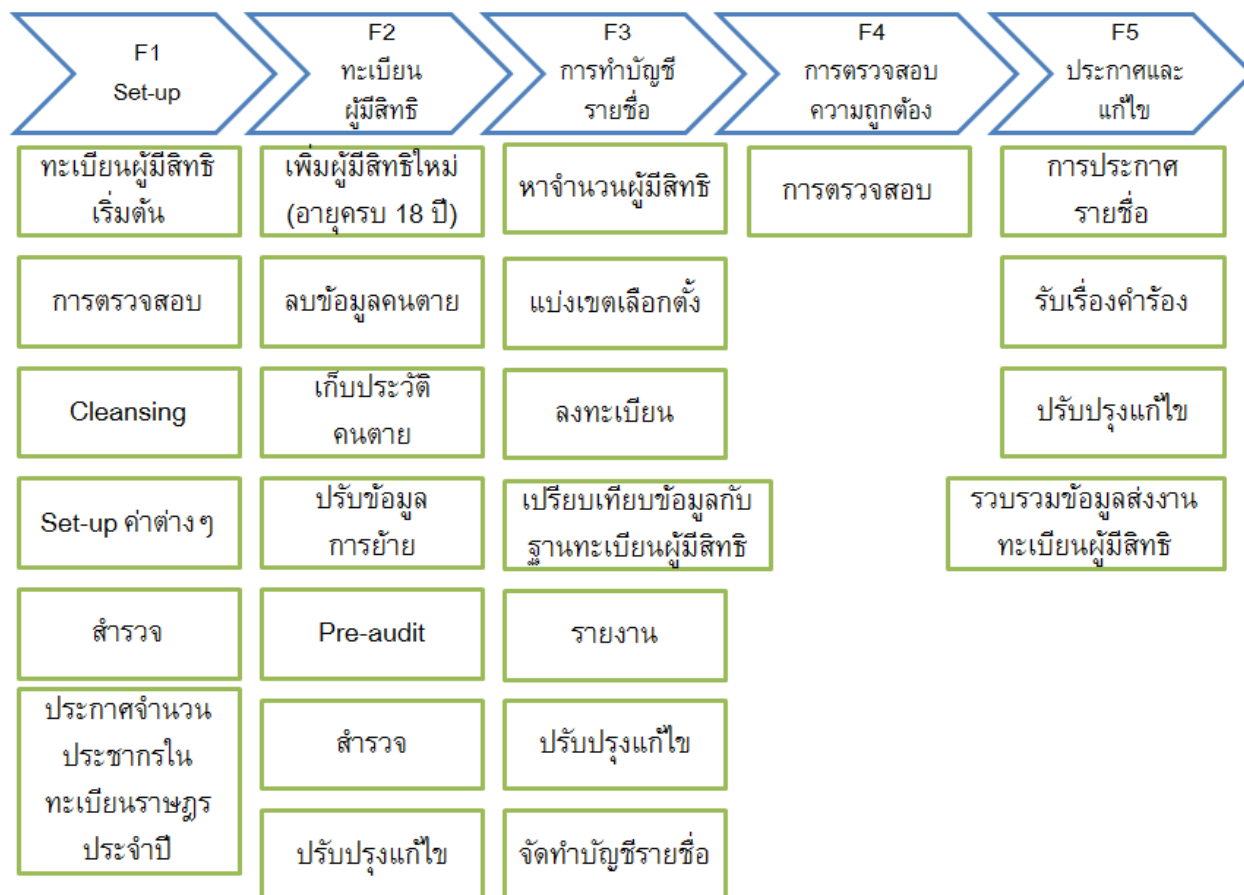 F1
Set-up
F2
ทะเบียน
ผู้มีสิทธิ
F3
การทำบัญชี
รายชื่อ
F4
การตรวจสอบ
ความถูกต้อง
F5
ประกาศและ
แก้ไข
ทะเบียนผู้มีสิทธิ
เริ่มต้น
การตรวจสอบ
Cleansing
Set-up ค่าต่าง ๆ
สำรวจ
ประกาศจำนวน
ประชากรใน
ทะเบียนราษฎร
ประจำปี
เพิ่มผู้มีสิทธิใหม่
(อายุครบ 18 ปี)
ลบข้อมูลคนตาย
เก็บประวัติ
คนตาย
ปรับข้อมูล
การย้าย
Pre-audit
สำรวจ
ปรับปรุงแก้ไข
หาจำนวนผู้มีสิทธิ
แบ่งเขตเลือกตั้ง
ลงทะเบียน
เปรียบเทียบข้อมูลกับ
ฐานทะเบียนผู้มีสิทธิ
รายงาน
ปรับปรุงแก้ไข
จัดทำบัญชีรายชื่อ
การตรวจสอบ
การประกาศ
รายชื่อ
รับเรื่องคำร้อง
ปรับปรุงแก้ไข
รวบรวมข้อมูลส่งงาน
ทะเบียนผู้มีสิทธิ